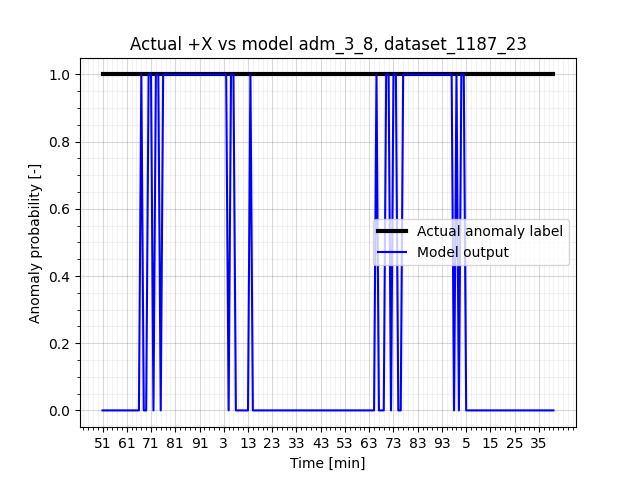 Actual +X vs model adm_3_8, dataset_1187_23
1.0
0.8
0.6
0.4
0.2
0.0
Anomaly probability [-]
Actual anomaly label
Model output
51 61 71 81 91 3 13 23 33 43 53 63 73 83 93 5 15 25 35
Time [min]